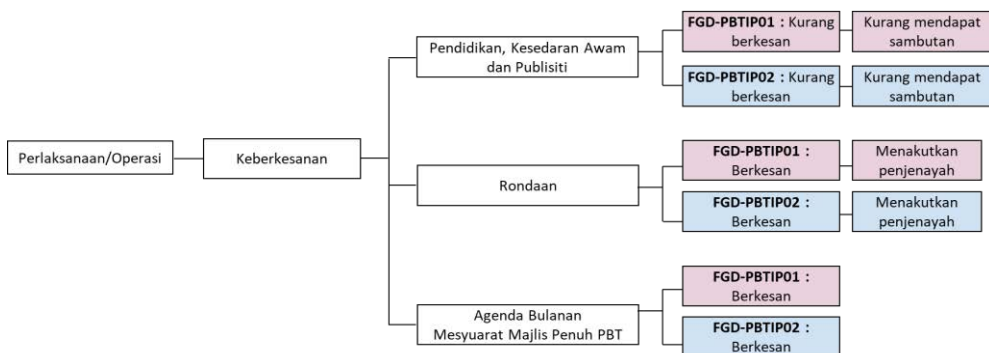 Perlaksanaan/Operasi
Keberkesanan
Pendidikan, Kesedaran Awam
dan Publisiti
FGD-PBTIP01 : Kurang
berkesan
Kurang mendapat
sambutan
FGD-PBTIP02 : Kurang
berkesan
Kurang mendapat
sambutan
Rondaan
FGD-PBTIP01 :
Berkesan
Menakutkan
penjenayah
FGD-PBTIP02 :
Berkesan
Menakutkan
penjenayah
Agenda Bulanan
Mesyuarat Majlis Penuh PBT
FGD-PBTIP01 :
Berkesan
FGD-PBTIP02 :
Berkesan